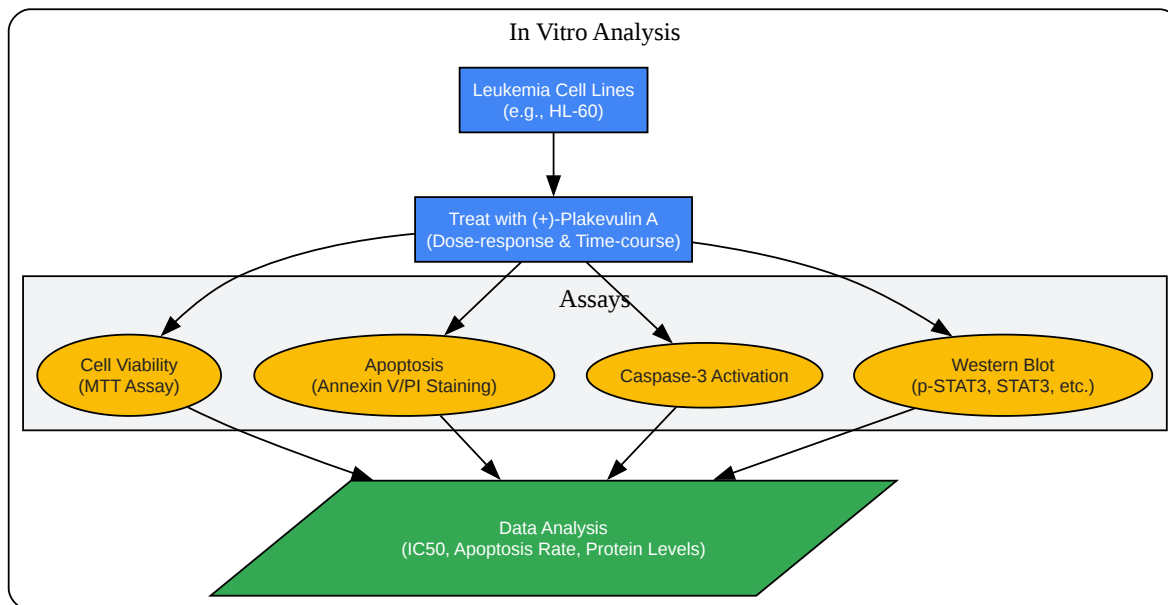 In Vitro Analysis
Leukemia Cell Lines
(e.g., HL-60)
Treat with (+)-Plakevulin A
(Dose-response & Time-course)
Assays
Cell Viability
(MTT Assay)
Apoptosis
(Annexin V/PI Staining)
Caspase-3 Activation
Western Blot
(p-STAT3, STAT3, etc.)
Data Analysis
(IC50, Apoptosis Rate, Protein Levels)